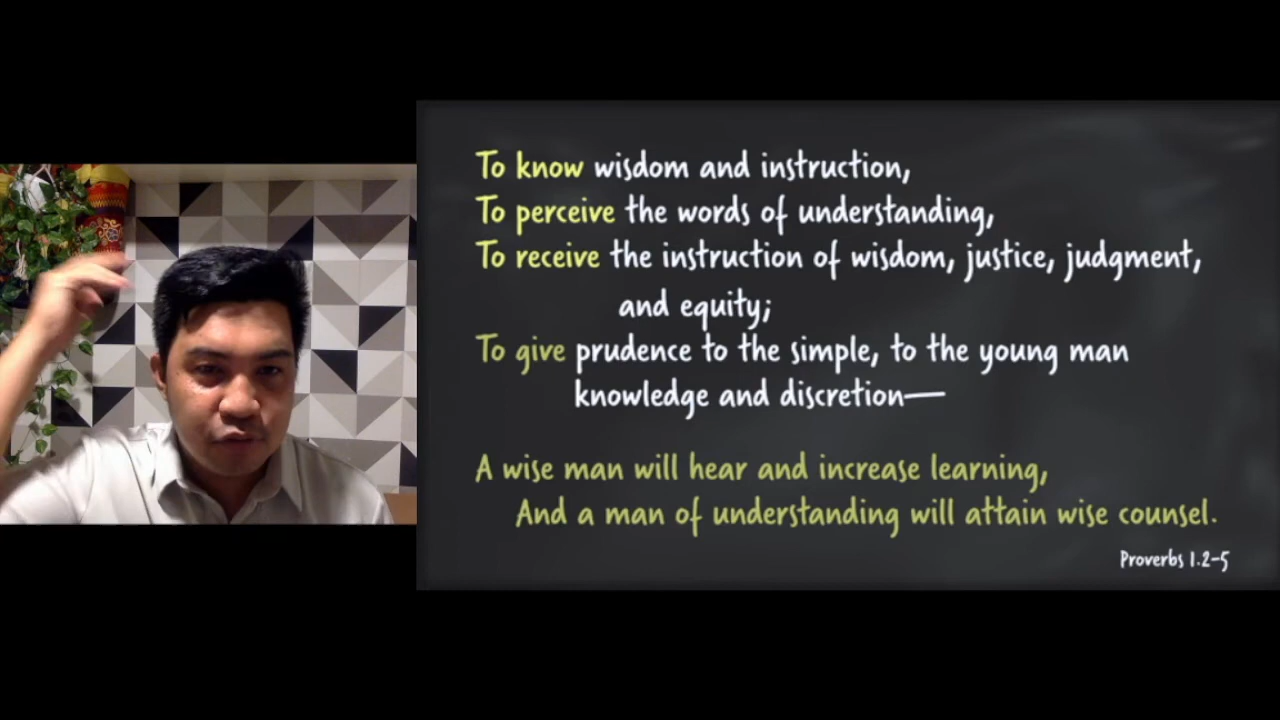 To know wisdom and instruction,
To perceive the words of understanding,
To receive the instruction of wisdom, justice, judgment,
and equity;
To give prudence to the simple, to the young man
knowledge and discretion—
A wise man will hear and increase learning,
And a man of understanding will attain wise counsel.
Proverbs 1.2-5